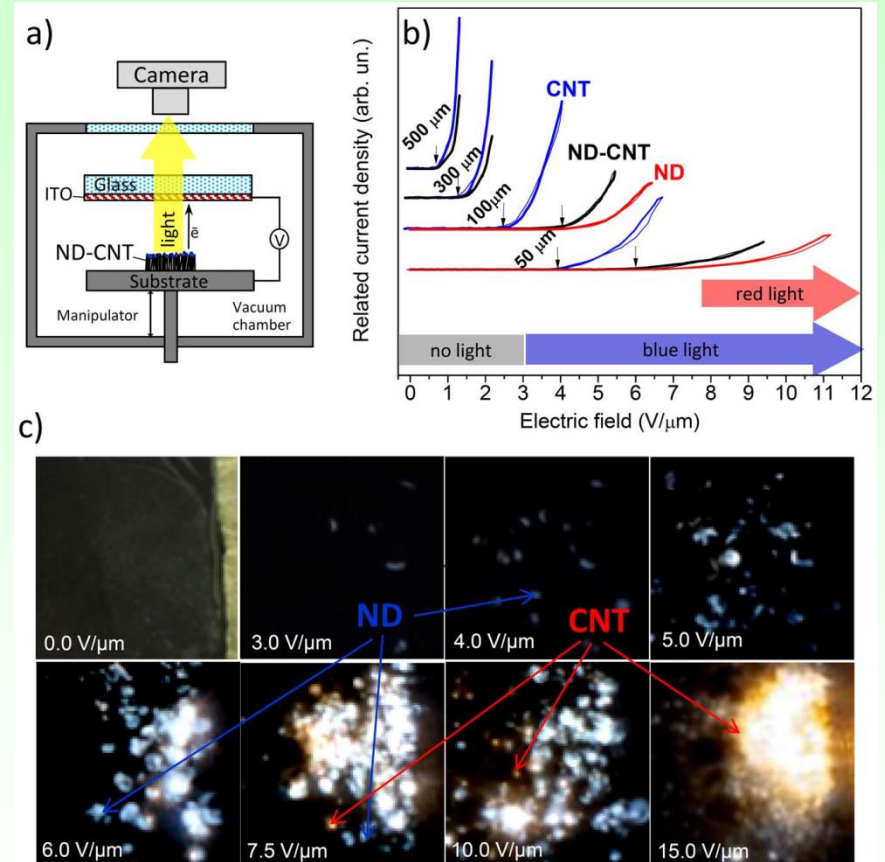 a)
Camera
Glass
ITO
light
ē
V
ND-CNT
Substrate
Manipulator
Vacuum
chamber
b)
Related current density (arb. un.)
500 μm
300 μm
100μm
50 μm
CNT
ND-CNT
ND
red light
no light
blue light
0 1 2 3 4 5 6 7 8 9 10 11 12
Electric field (V/μm)
c)
ND
CNT
0.0 V/μm
3.0 V/μm
4.0 V/μm
5.0 V/μm
6.0 V/μm
7.5 V/μm
10.0 V/μm
15.0 V/μm